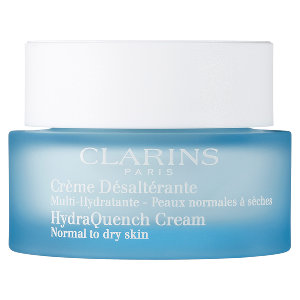 CLARINS
PARIS
Crème Désaltérante
Multi-Hydratante - Peaux normales à sèches
HydraQuench Cream
Normal to dry skin